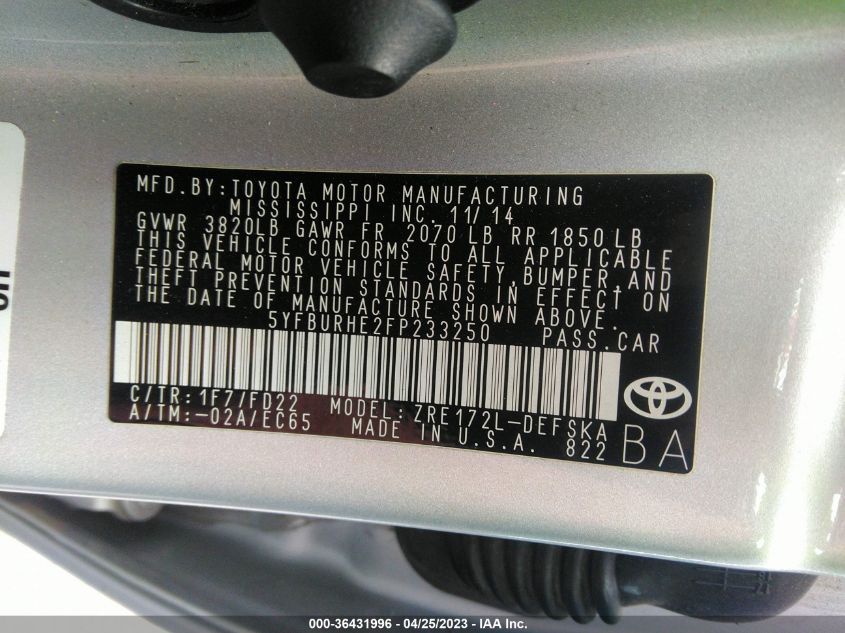 MFD.BY:TOYOTA MOTOR MANUFACTURING
MISSISSIPPI INC. 11/14
GVWR 3820LB GAWR FR 2070 LB RR 1850 LB
THIS VEHICLE CONFORMS TO ALL APPLICABLE
FEDERAL MOTOR VEHICLE SAFETY,BUMPER,AND
THEFT PREVENTION STANDARDS IN EFFECT ON
THE DATE OF MANUFACTURE SHOWN ABOVE.
5YFBURHE2FP233250 PASS.CAR
C/TR:1F7/FD22 MODEL:ZRE172L-DEFSKA
A/TM:-02A/EC65 MADE IN U.S.A. 822
BA
000-36431996 - 04/25/2023 - IAA Inc.